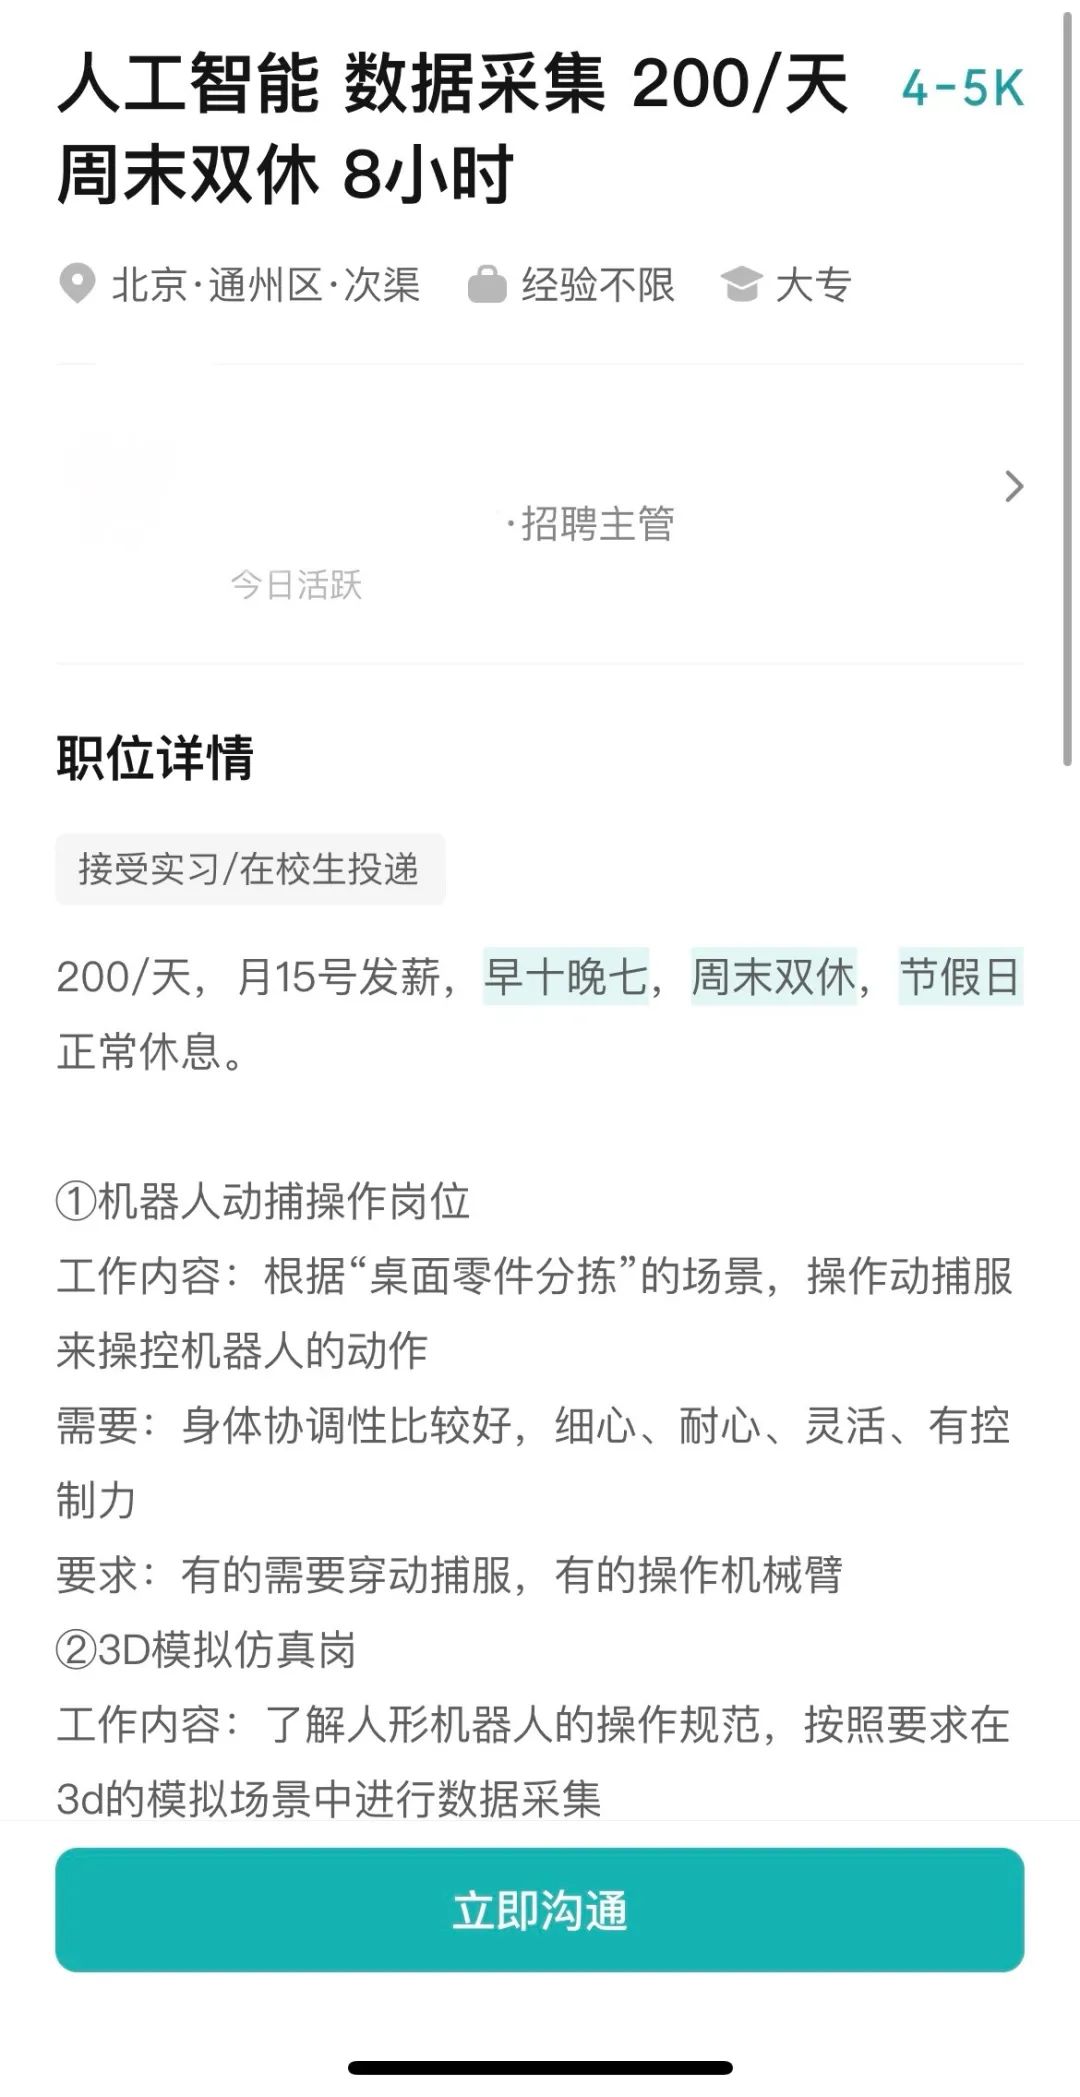 人工智能 数据采集 200/天 4-5K
周末双休 8小时
北京·通州区·次渠 经验不限 大专
·招聘主管
今日活跃
职位详情
接受实习/在校生投递
200/天，月15号发薪，早十晚七，周末双休，节假日
正常休息。
①机器人动捕操作岗位
工作内容：根据“桌面零件分拣”的场景，操作动捕服
来操控机器人的动作
需要：身体协调性比较好，细心、耐心、灵活、有控
制力
要求：有的需要穿动捕服，有的操作机械臂
②3D模拟仿真岗
工作内容：了解人形机器人的操作规范，按照要求在
3d的模拟场景中进行数据采集
立即沟通